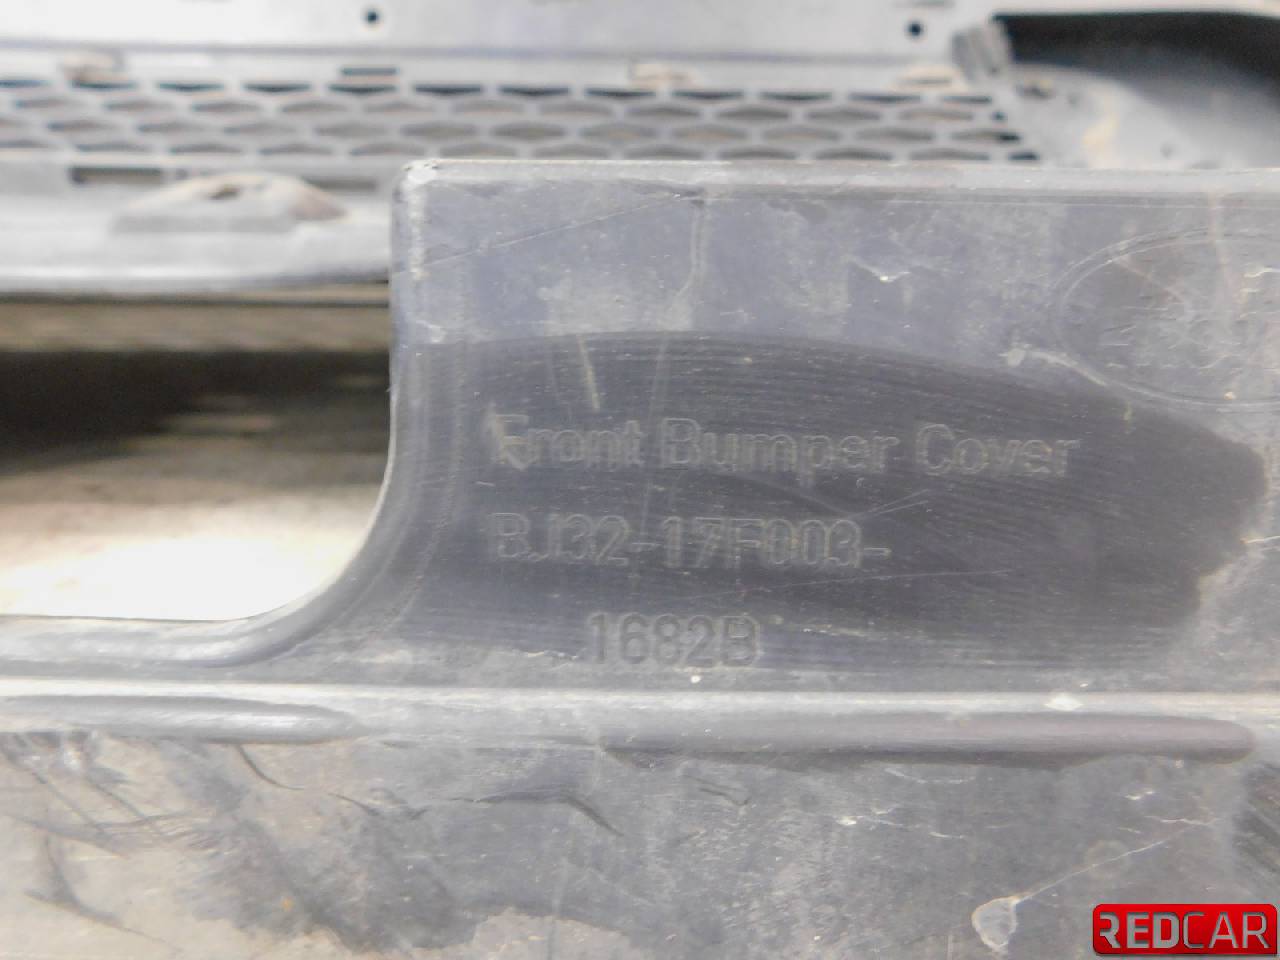 Front Bumper Cover
BJ32-17F003-
1682B
REDCAR